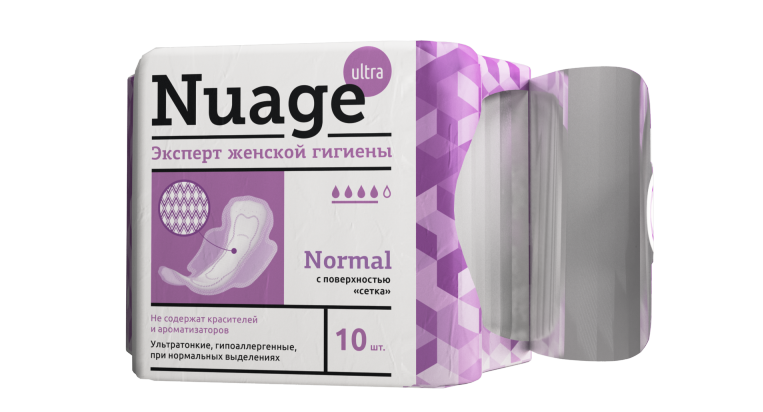 ultra
Nuage
Эксперт женской гигиены
Normal
с поверхностью
«сетка»
Не содержат красителей
и ароматизаторов
Ультратонкие, гипоаллергенные,
при нормальных выделениях
10 шт.